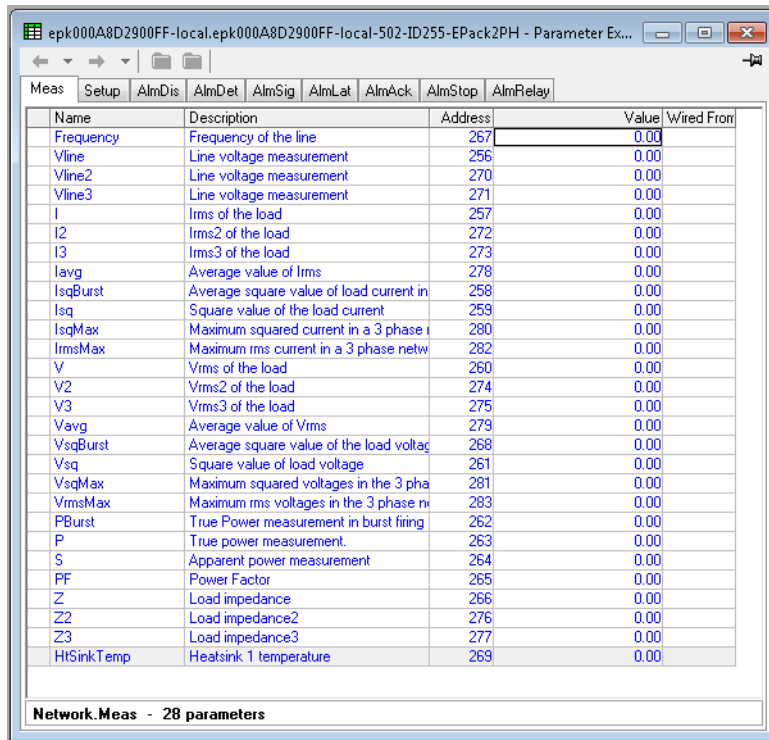 epk000A8D2900FF-local.epk000A8D2900FF-local-502-ID255-EPack2PH - Parameter Ex...
Meas Setup AlmDis AlmDet AlmSig AlmLat AlmAck AlmStop AlmRelay
Name Description Address Value Wired From
Frequency Frequency of the line 267 0.00
Vline Line voltage measurement 256 0.00
Vline2 Line voltage measurement 270 0.00
Vline3 Line voltage measurement 271 0.00
I Irms of the load 257 0.00
I2 Irms2 of the load 272 0.00
I3 Irms3 of the load 273 0.00
Iavg Average value of Irms 278 0.00
IsqBurst Average square value of load current in 258 0.00
Isq Square value of the load current 259 0.00
IsqMax Maximum squared current in a 3 phase 280 0.00
IrmsMax Maximum rms current in a 3 phase netw 282 0.00
V Vrms of the load 260 0.00
V2 Vrms2 of the load 274 0.00
V3 Vrms3 of the load 275 0.00
Vavg Average value of Vrms 279 0.00
VsqBurst Average square value of the load voltag 268 0.00
Vsq Square value of load voltage 261 0.00
VsqMax Maximum squared voltages in the 3 pha 281 0.00
VrmsMax Maximum rms voltages in the 3 phase n 283 0.00
PBurst True Power measurement in burst firing 262 0.00
P True power measurement. 263 0.00
S Apparent power measurement 264 0.00
PF Power Factor 265 0.00
Z Load impedance 266 0.00
Z2 Load impedance2 276 0.00
Z3 Load impedance3 277 0.00
HtSinkTemp Heatsink 1 temperature 269 0.00
Network.Meas - 28 parameters